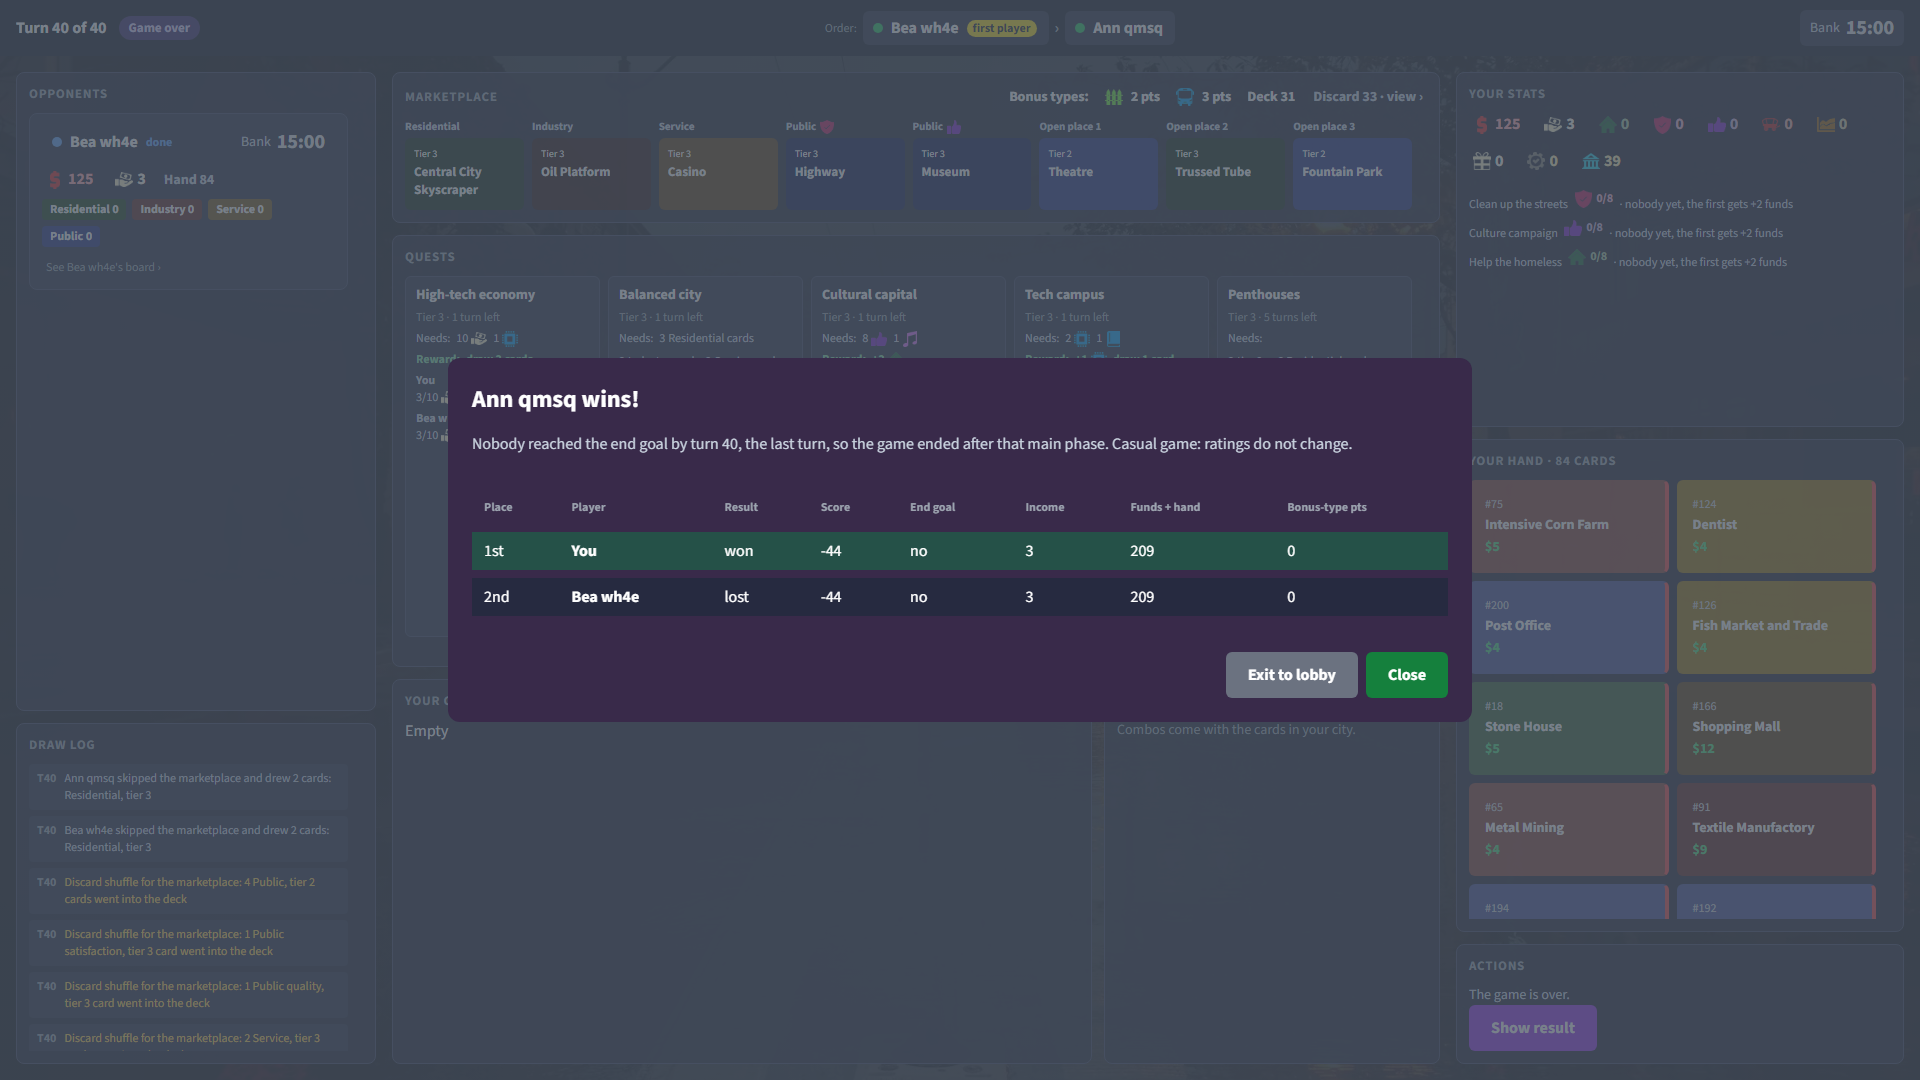 Turn 40 of 40
Game over
Order:
Bea wh4e
first player
›
Ann qmsq
Bank 15:00
OPPONENTS
Bea wh4e done
Bank 15:00
125
3
Hand 84
Residential 0
Industry 0
Service 0
Public 0
See Bea wh4e's board ›
MARKETPLACE
Bonus types:
2 pts
3 pts
Deck 31
Discard 33 · view ›
Residential
Industry
Service
Public
Public
Open place 1
Open place 2
Open place 3
Tier 3
Central City
Skyscraper
Tier 3
Oil Platform
Tier 3
Casino
Tier 3
Highway
Tier 3
Museum
Tier 2
Theatre
Tier 3
Trussed Tube
Tier 2
Fountain Park
QUESTS
High-tech economy
Tier 3 · 1 turn left
Needs: 10 1
You
3/10
Bea w
3/10
Balanced city
Tier 3 · 1 turn left
Needs: 3 Residential cards
Cultural capital
Tier 3 · 1 turn left
Needs: 8 1
Tech campus
Tier 3 · 1 turn left
Needs: 2 1
Penthouses
Tier 3 · 5 turns left
Needs:
YOUR STATS
125
3
0
0
0
0
0
0
0
39
Clean up the streets 0/8 · nobody yet, the first gets +2 funds
Culture campaign 0/8 · nobody yet, the first gets +2 funds
Help the homeless 0/8 · nobody yet, the first gets +2 funds
Ann qmsq wins!
Nobody reached the end goal by turn 40, the last turn, so the game ended after that main phase. Casual game: ratings do not change.
Place Player Result Score End goal Income Funds + hand Bonus-type pts
1st You won -44 no 3 209 0
2nd Bea wh4e lost -44 no 3 209 0
Exit to lobby
Close
YOUR HAND - 84 CARDS
#75
Intensive Corn Farm
$5
#124
Dentist
$4
#200
Post Office
$4
#126
Fish Market and Trade
$4
#18
Stone House
$5
#166
Shopping Mall
$12
#65
Metal Mining
$4
#91
Textile Manufactory
$9
#194
#192
DRAW LOG
T40 Ann qmsq skipped the marketplace and drew 2 cards:
Residential, tier 3
T40 Bea wh4e skipped the marketplace and drew 2 cards:
Residential, tier 3
T40 Discard shuffle for the marketplace: 4 Public, tier 2
cards went into the deck
T40 Discard shuffle for the marketplace: 1 Public
satisfaction, tier 3 card went into the deck
T40 Discard shuffle for the marketplace: 1 Public quality,
tier 3 card went into the deck
T40 Discard shuffle for the marketplace: 2 Service, tier 3
YOUR
Empty
Combos come with the cards in your city.
ACTIONS
The game is over.
Show result